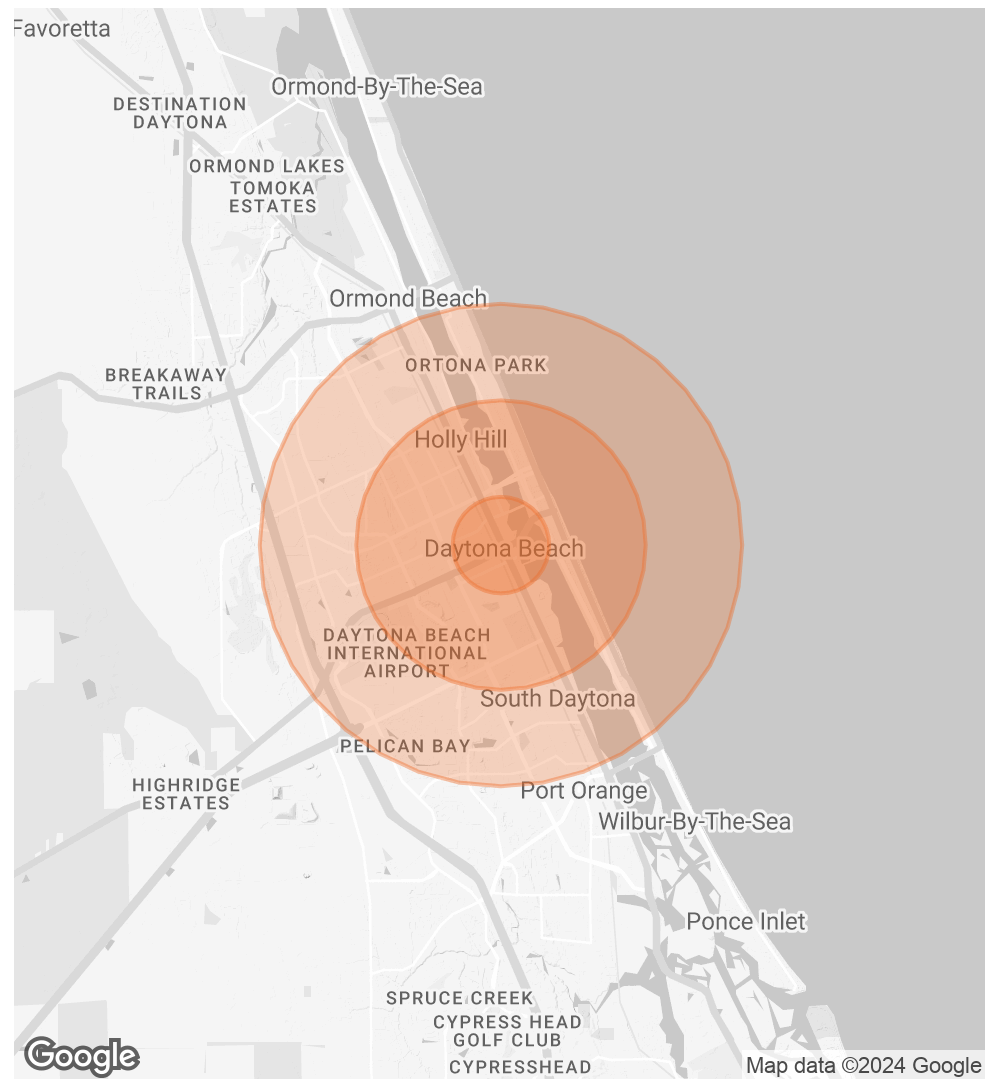 Favoretta
Ormond-By-The-Sea
DESTINATION
DAYTONA
ORMOND LAKES
TOMOKA
ESTATES
Ormond Beach
ORTONA PARK
BREAKAWAY
TRAILS
Holly Hill
Daytona Beach
DAYTONA BEACH
INTERNATIONAL
AIRPORT
South Daytona
PELICAN BAY
HIGHRIDGE
ESTATES
Port Orange
Wilbur-By-The-Sea
Ponce Inlet
SPRUCE CREEK
CYPRESS HEAD
GOLF CLUB
CYPRESSHEAD
Google
Map data ©2024 Google